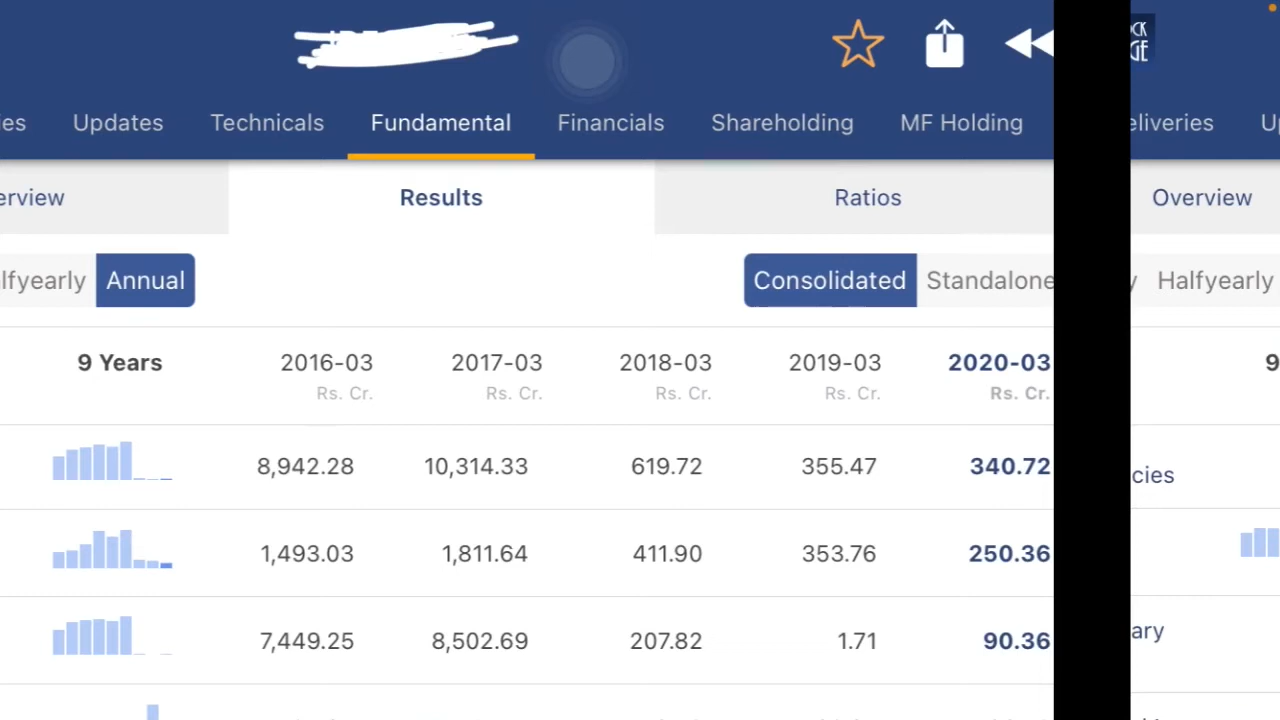 CK
GE
ies Updates Technicals Fundamental Financials Shareholding MF Holding eliveries
erview Results Ratios Overview
lfyearly Annual Consolidated Standalone y Halfyearly
9 Years 2016-03 2017-03 2018-03 2019-03 2020-03 9
Rs. Cr. Rs. Cr. Rs. Cr. Rs. Cr. Rs. Cr.
8,942.28 10,314.33 619.72 355.47 340.72
cies
1,493.03 1,811.64 411.90 353.76 250.36
7,449.25 8,502.69 207.82 1.71 90.36
ary